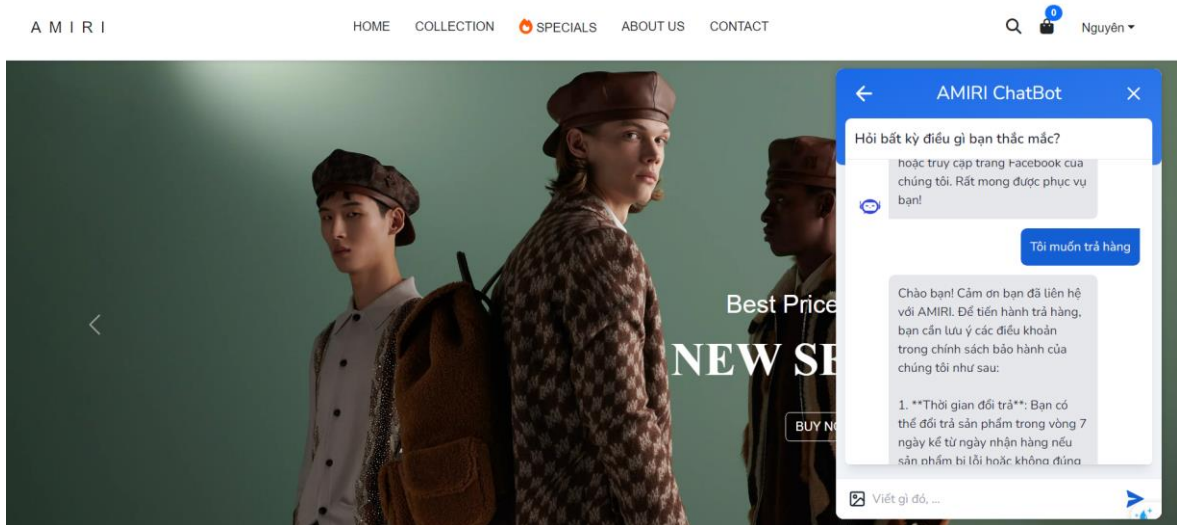 AMIRI
HOME COLLECTION SPECIALS ABOUT US CONTACT
0
Nguyên
AMIRI ChatBot
Hỏi bất kỳ điều gì bạn thắc mắc?
hoặc truy cập trang Facebook của
chúng tôi. Rất mong được phục vụ
bạn!
Tôi muốn trả hàng
Chào bạn! Cảm ơn bạn đã liên hệ
với AMIRI. Để tiến hành trả hàng,
bạn cần lưu ý các điều khoản
trong chính sách bảo hành của
chúng tôi như sau:
1. **Thời gian đổi trả**: Bạn có
thể đổi trả sản phẩm trong vòng 7
ngày kể từ ngày nhận hàng nếu
sản phẩm bị lỗi hoặc không đúng
Viết gì đó, ...
Best Price
NEW SE
BUY NO